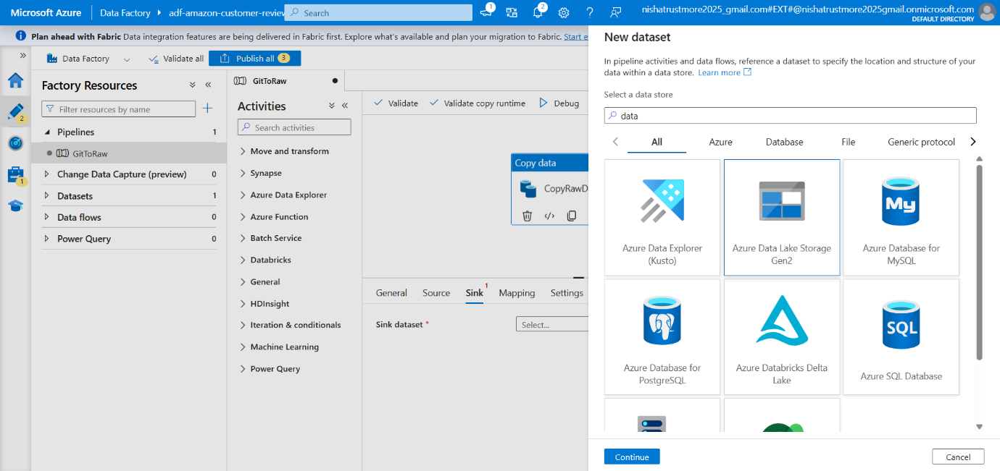 Microsoft Azure
Data Factory
adf-amazon-customer-review
Search
1
2
nishatrustmore2025_gmail.com#EXT#@nishatrustmore2025gmail.onmicrosoft.com
DEFAULT DIRECTORY
Plan ahead with Fabric Data integration features are being delivered in Fabric first. Explore what's available and plan your migration to Fabric. Start
Data Factory
Validate all
Publish all 3
2
1
Factory Resources
Filter resources by name
Pipelines 1
GitToRaw
Change Data Capture (preview) 0
Datasets 1
Data flows 0
Power Query 0
GitToRaw
Activities
Search activities
Move and transform
Synapse
Azure Data Explorer
Azure Function
Batch Service
Databricks
General
HDInsight
Iteration & conditionals
Machine Learning
Power Query
Validate
Validate copy runtime
Debug
Copy data
CopyRawD
General
Source
Sink 1
Mapping
Settings
Sink dataset *
Select...
New dataset
In pipeline activities and data flows, reference a dataset to specify the location and structure of your
data within a data store. Learn more
Select a data store
data
All
Azure
Database
File
Generic protocol
Azure Data Explorer
(Kusto)
Azure Data Lake Storage
Gen2
My
Azure Database for
MySQL
Azure Database for
PostgreSQL
Azure Databricks Delta
Lake
SQL
Azure SQL Database
Continue
Cancel